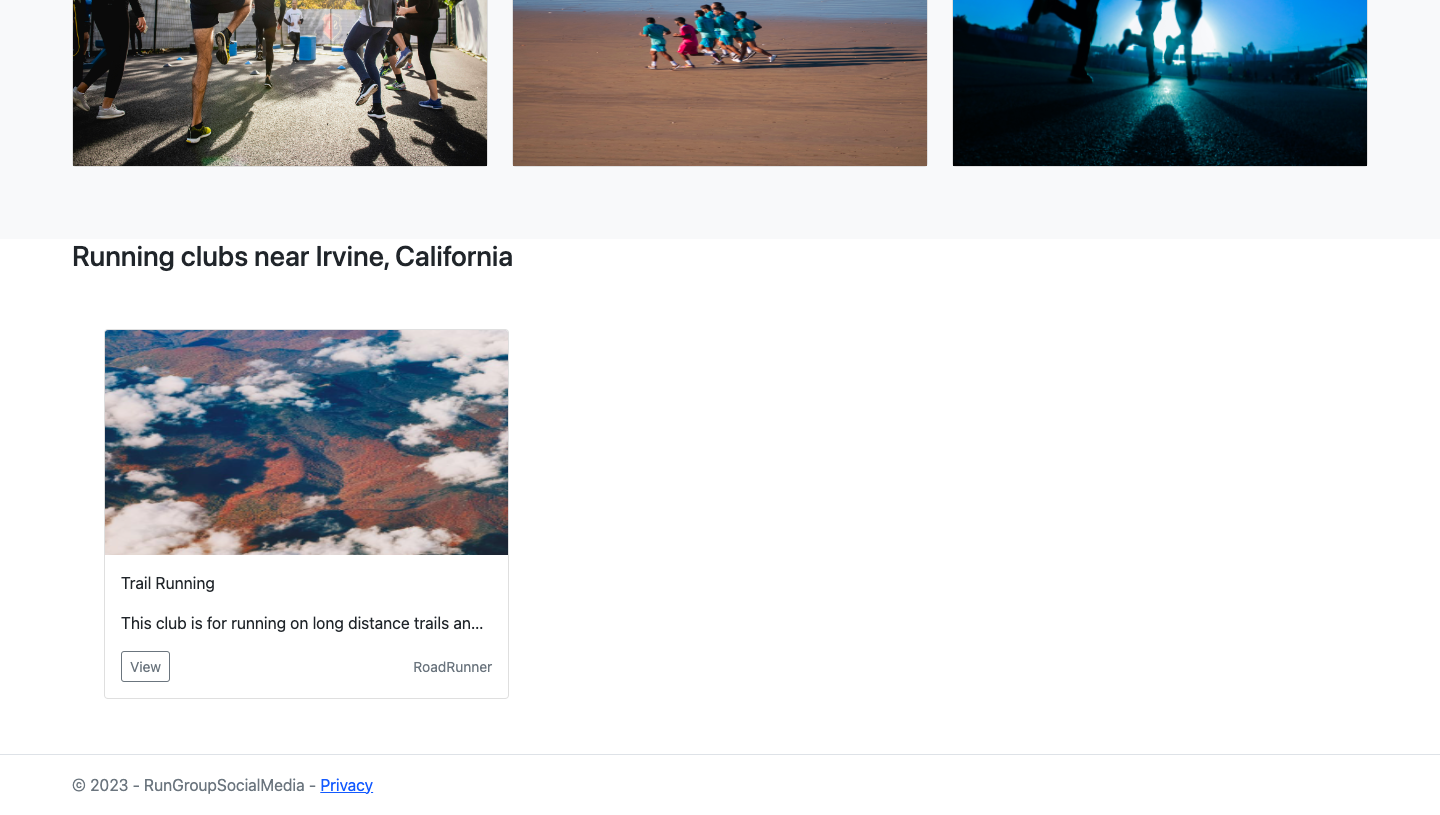 Running clubs near Irvine, California
Trail Running
This club is for running on long distance trails an...
View
RoadRunner
© 2023 - RunGroupSocialMedia - Privacy